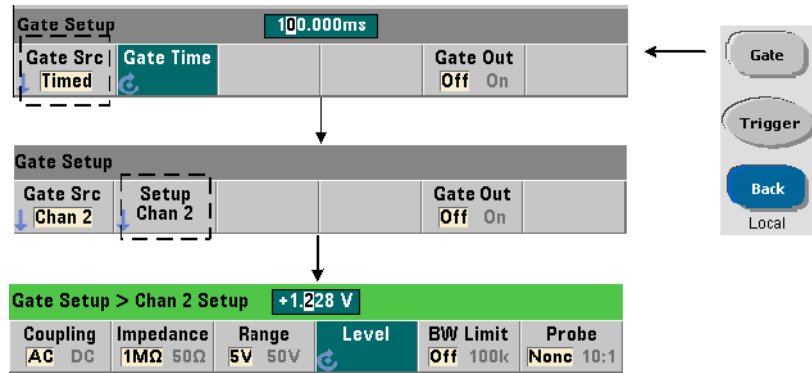 Gate Setup 100.000ms
Gate Src Gate Time Gate Out
Timed Off On
Gate
Trigger
Back
Local
Gate Setup
Gate Src Setup Chan 2 Gate Out
Chan 2 Off On
Gate Setup > Chan 2 Setup +1.228 V
Coupling Impedance Range Level BW Limit Probe
AC DC 1MΩ 50Ω 5V 50V Off 100k None 10:1